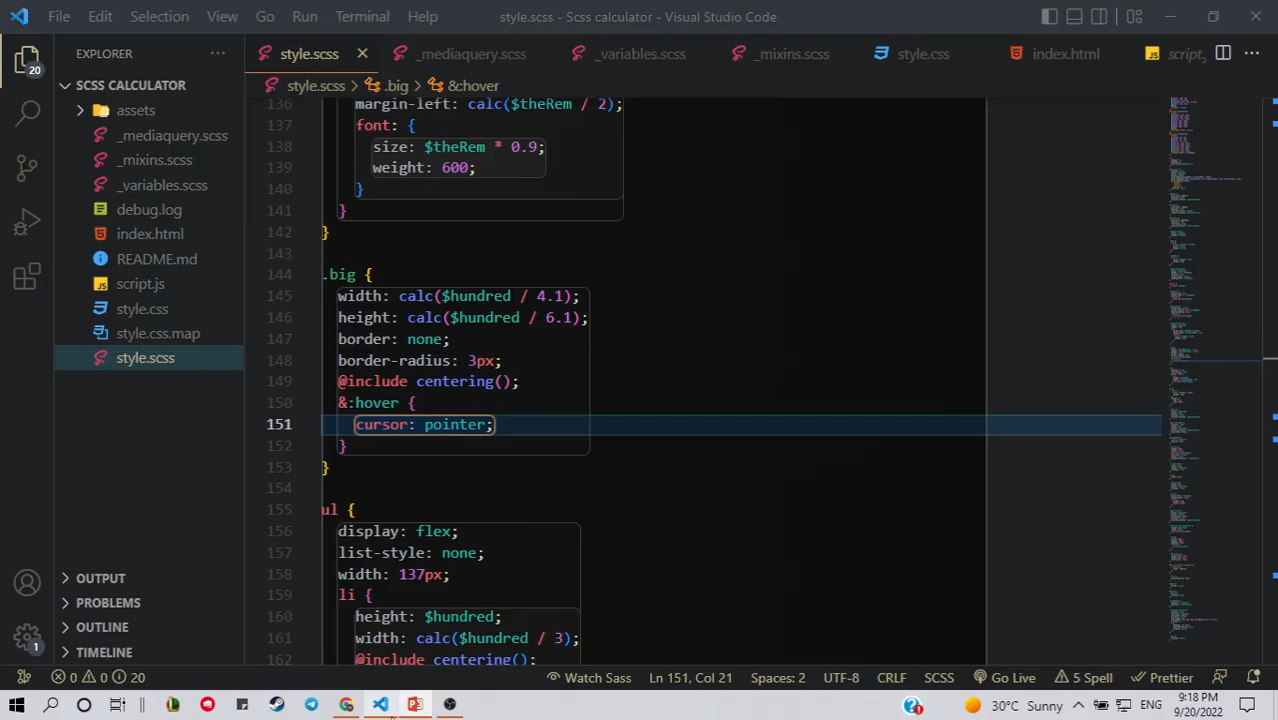 File Edit Selection View Go Run Terminal Help style.scss - Scss calculator - Visual Studio Code
EXPLORER
style.scss _mediaquery.scss _variables.scss _mixins.scss style.css index.html script.
20
SCSS CALCULATOR
style.scss > .big > &:hover
assets
_mediaquery.scss
_mixins.scss
_variables.scss
debug.log
index.html
README.md
script.js
style.css
style.css.map
style.scss
136 margin-left: calc($theRem / 2);
137 font: {
138 size: $theRem * 0.9;
139 weight: 600;
140 }
141 }
142 }
143
144 .big {
145 width: calc($hundred / 4.1);
146 height: calc($hundred / 6.1);
147 border: none;
148 border-radius: 3px;
149 @include centering();
150 &:hover {
151 cursor: pointer;
152 }
153 }
154
155 ul {
156 display: flex;
157 list-style: none;
158 width: 137px;
159 li {
160 height: $hundred;
161 width: calc($hundred / 3);
162 @include centering();
OUTPUT
PROBLEMS
OUTLINE
TIMELINE
1
0 0 20 Watch Sass Ln 151, Col 21 Spaces: 2 UTF-8 CRLF SCSS Go Live 5 Spell Prettier
30°C Sunny ENG 9:18 PM
9/20/2022